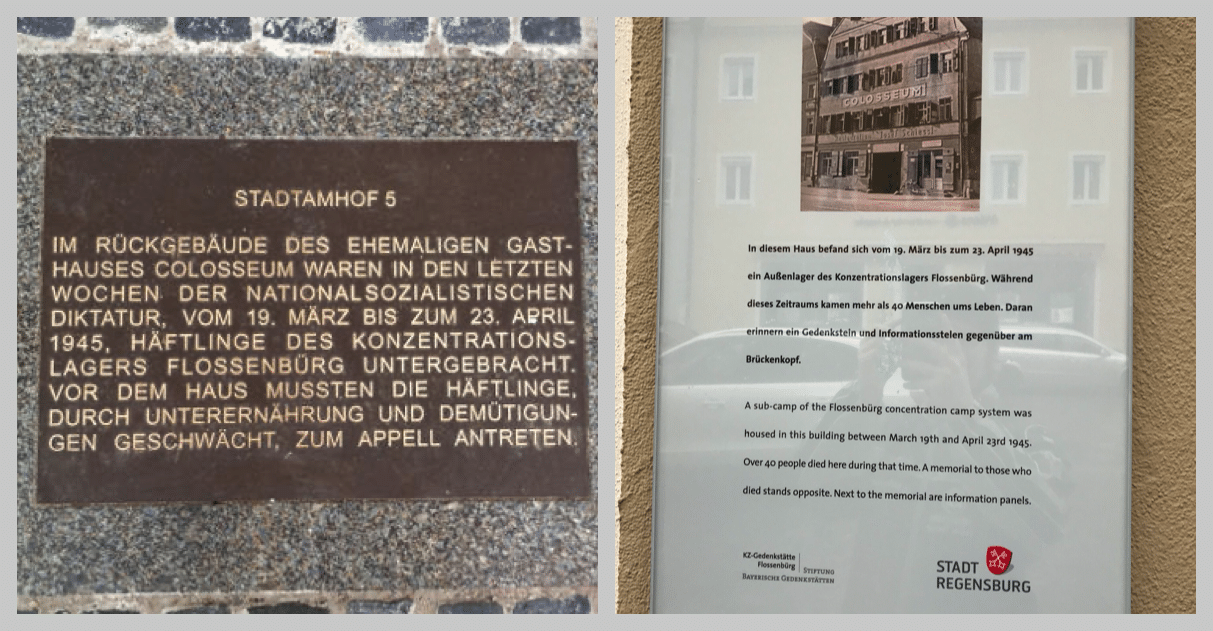 STADTAMHOF 5
IM RÜCKGEBÄUDE DES EHEMALIGEN GAST-
HAUSES COLOSSEUM WAREN IN DEN LETZTEN
WOCHEN DER NATIONALSOZIALISTISCHEN
DIKTATUR, VOM 19. MÄRZ BIS ZUM 23. APRIL
1945, HÄFTLINGE DES KONZENTRATIONS-
LAGERS FLOSSENBÜRG UNTERGEBRACHT.
VOR DEM HAUS MUSSTEN DIE HÄFTLINGE,
DURCH UNTERERNÄHRUNG UND DEMÜTIGUN-
GEN GESCHWÄCHT, ZUM APPELL ANTRETEN.
COLOSSEUM
In diesem Haus befand sich vom 19. März bis zum 23. April 1945
ein Außenlager des Konzentrationslagers Flossenbürg. Während
dieses Zeitraums kamen mehr als 40 Menschen ums Leben. Daran
erinnern ein Gedenkstein und Informationsstelen gegenüber am
Brückenkopf.
A sub-camp of the Flossenbürg concentration camp system was
housed in this building between March 19th and April 23rd 1945.
Over 40 people died here during that time. A memorial to those who
died stands opposite. Next to the memorial are information panels.
KZ-Gedenkstätte
Flossenbürg
STIFTUNG
BAYERISCHE GEDENKSTÄTTEN
STADT
REGENSBURG